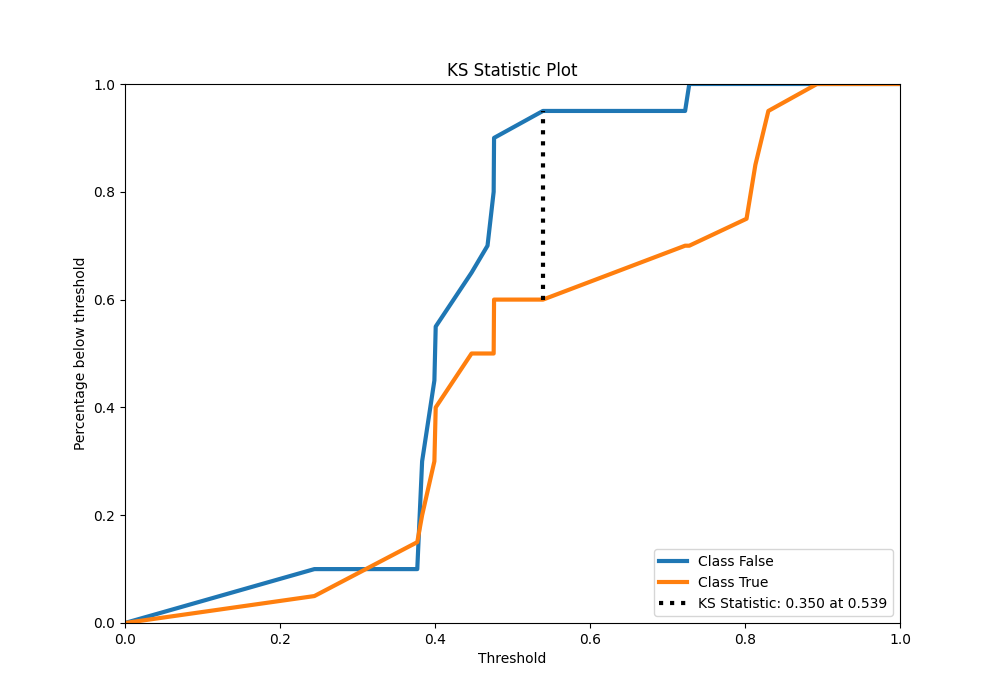 KS Statistic Plot
1.0
0.8
0.6
0.4
0.2
0.0
Percentage below threshold
0.0 0.2 0.4 0.6 0.8 1.0
Threshold
Class False
Class True
KS Statistic: 0.350 at 0.539